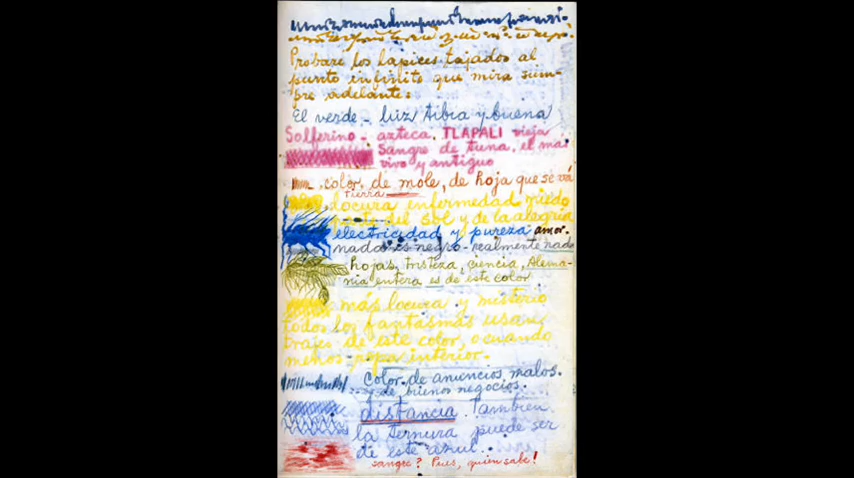 Probaré los lapices tajados al
punto infinito que mira siem-
pre adelante:
El verde - luz tibia y buena
Solferino - azteca. TLAPALI vieja
Sangre de tuna, el más
vivo y antiguo
color de mole, de hoja que se va
Tierra
locura enfermedad miedo
parte del sol y de la alegria
electricidad y pureza amor.
nada es negro - realmente nada
hojas, tristeza, ciencia, Alema-
nia entera es de este color
más locura y misterio
todos los fantasmas usan
trajes de este color, o cuando
menos ropa interior.
Color de anuncios malos.
y de buenos negocios.
distancia. Tambien
la ternura puede ser
de este azul.
sangre? Pues, quien sabe!